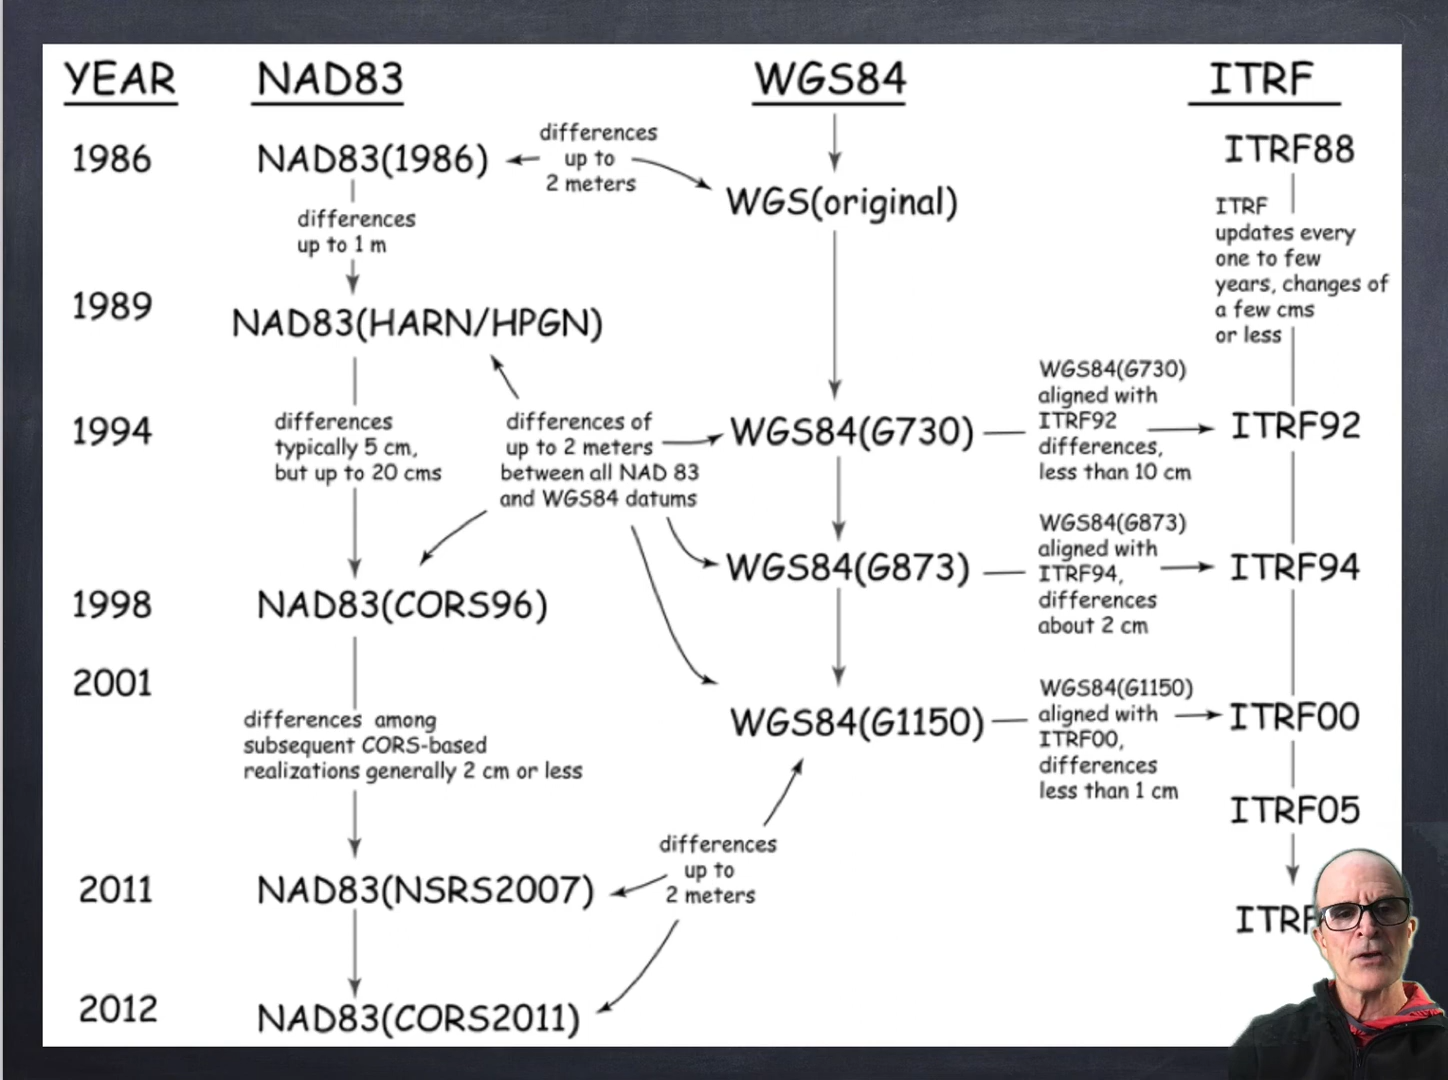 YEAR NAD83 WGS84 ITRF
1986
NAD83(1986)
differences
up to
2 meters
WGS(original)
ITRF88
differences
up to 1 m
ITRF
updates every
one to few
years, changes of
a few cms
or less
1989
NAD83(HARN/HPGN)
1994
differences
typically 5 cm,
but up to 20 cms
differences of
up to 2 meters
between all NAD 83
and WGS84 datums
WGS84(G730)
WGS84(G730)
aligned with
ITRF92
differences,
less than 10 cm
ITRF92
WGS84(G873)
WGS84(G873)
aligned with
ITRF94,
differences
about 2 cm
ITRF94
1998
NAD83(CORS96)
2001
differences among
subsequent CORS-based
realizations generally 2 cm or less
WGS84(G1150)
WGS84(G1150)
aligned with
ITRF00,
differences
less than 1 cm
ITRF00
ITRF05
2011
NAD83(NSRS2007)
differences
up to
2 meters
2012
NAD83(CORS2011)